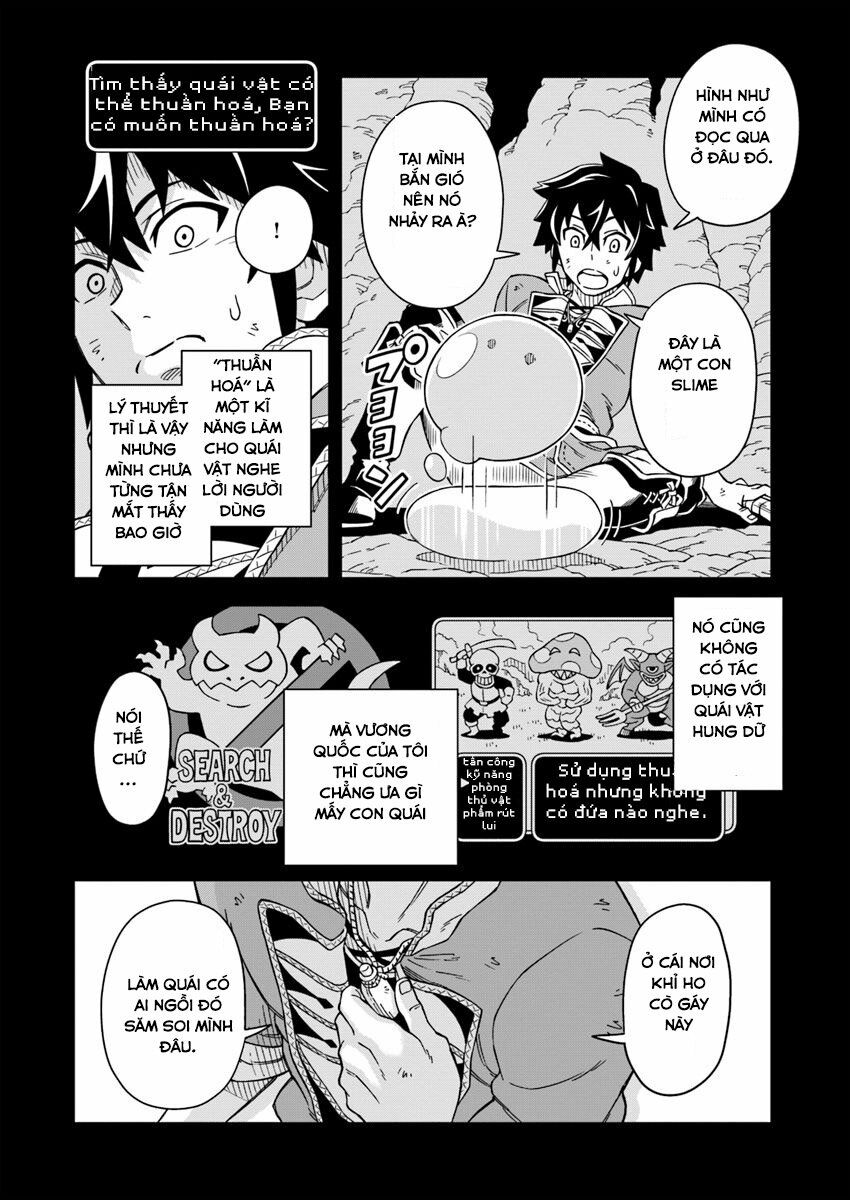 HÌNH NHƯ
MÌNH CÓ
ĐỌC QUA
Ở ĐÂU ĐÓ.
TẠI MÌNH
BẮN GIÓ
NÊN NÓ
NHẢY RA À?
ĐÂY LÀ
MỘT CON
SLIME
プヨヨン
Tìm thấy quái vật có
thể thuần hoá, Bạn
có muốn thuần hoá?
!
"THUẦN
HOÁ" LÀ
MỘT KĨ
NĂNG LÀM
CHO QUÁI
VẬT NGHE
LỜI NGƯỜI
DÙNG
LÝ THUYẾT
THÌ LÀ VẬY
NHƯNG
MÌNH CHƯA
TỪNG TẬN
MẮT THẤY
BAO GIỜ
NÓ CŨNG
KHÔNG
CÓ TÁC
DỤNG VỚI
QUÁI VẬT
HUNG DỮ
tấn công
kỹ năng
▶phòng
thủ vật
phẩm rút
lui
Sử dụng thu
hoá nhưng không
có đứa nào nghe.
MÀ VƯƠNG
QUỐC CỦA TÔI
THÌ CŨNG
CHẲNG ƯA GÌ
MẤY CON QUÁI
SEARCH
&
DESTROY
NÓI
THẾ
CHỨ
...
Ở CÁI NƠI
KHỈ HO
CÒ GÁY
NÀY
LÀM QUÁI CÓ
AI NGỒI ĐÓ
SĂM SOI MÌNH
ĐÂU.